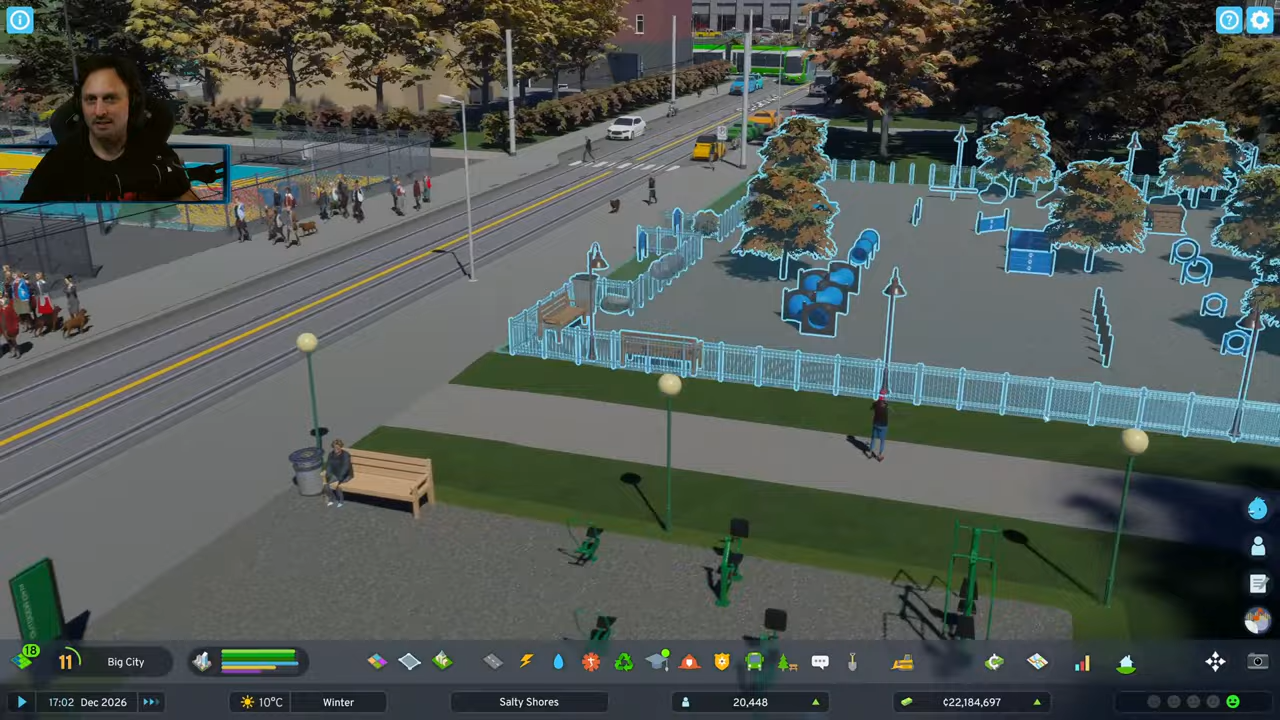 18
11
Big City
17:02 Dec 2026
10°C
Winter
Salty Shores
20,448
¢22,184,697